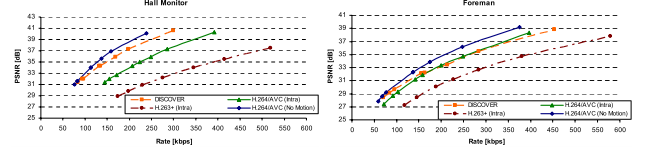 Hall Monitor
PSNR [dB]
43
41
39
37
35
33
31
29
27
25
DISCOVER
H.264/AVC (Intra)
H.263+ (Intra)
H.264/AVC (No Motion)
0 50 100 150 200 250 300 350 400 450 500 550 600
Rate [kbps]
Foreman
PSNR [dB]
41
39
37
35
33
31
29
27
25
DISCOVER
H.264/AVC (Intra)
H.263+ (Intra)
H.264/AVC (No Motion)
0 50 100 150 200 250 300 350 400 450 500 550 600
Rate [kbps]